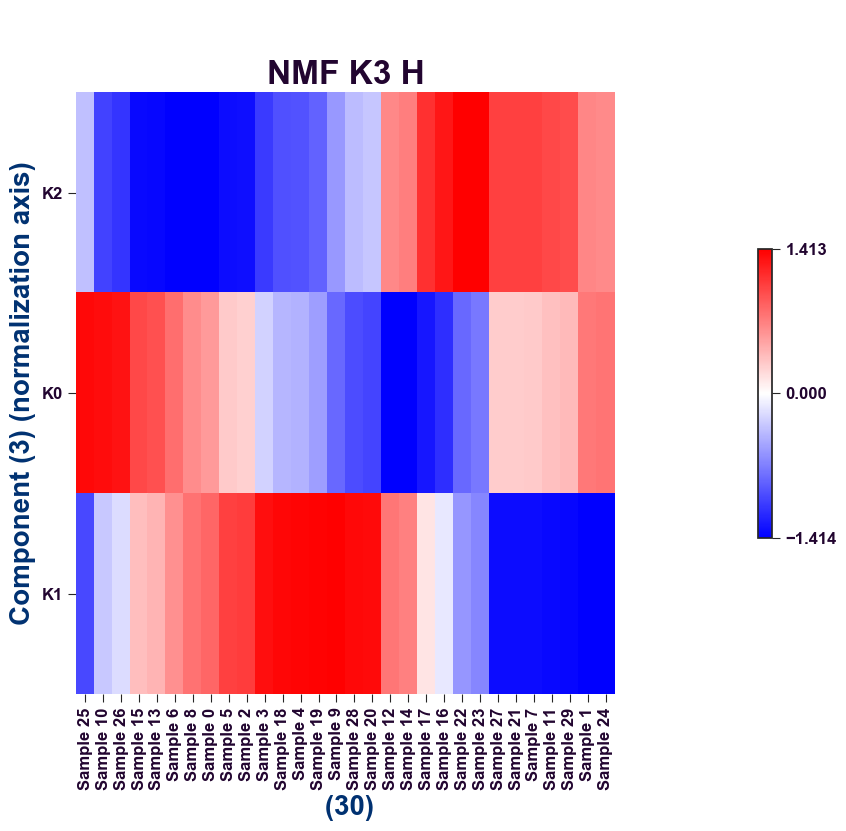 NMF K3 H
Component (3) (normalization axis)
K2
K0
K1
1.413
0.000
−1.414
Sample 25
Sample 10
Sample 26
Sample 15
Sample 13
Sample 6
Sample 8
Sample 0
Sample 5
Sample 2
Sample 3
Sample 18
Sample 4
Sample 19
Sample 9
Sample 28
Sample 20
Sample 12
Sample 14
Sample 17
Sample 16
Sample 22
Sample 23
Sample 27
Sample 21
Sample 7
Sample 11
Sample 29
Sample 1
Sample 24
(30)